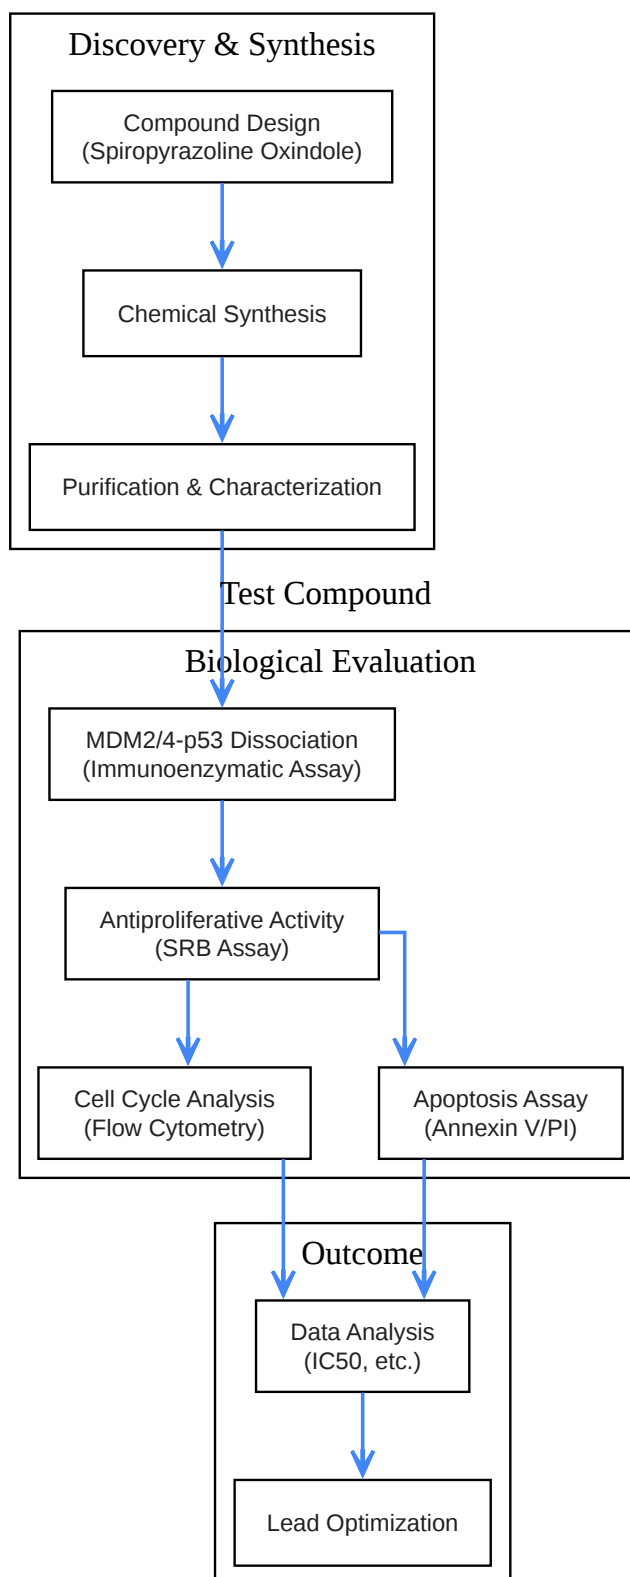 Discovery & Synthesis
Compound Design
(Spiropyrazoline Oxindole)
Chemical Synthesis
Purification & Characterization
Test Compound
Biological Evaluation
MDM2/4-p53 Dissociation
(Immunoenzymatic Assay)
Antiproliferative Activity
(SRB Assay)
Cell Cycle Analysis
(Flow Cytometry)
Apoptosis Assay
(Annexin V/PI)
Outcome
Data Analysis
(IC50, etc.)
Lead Optimization